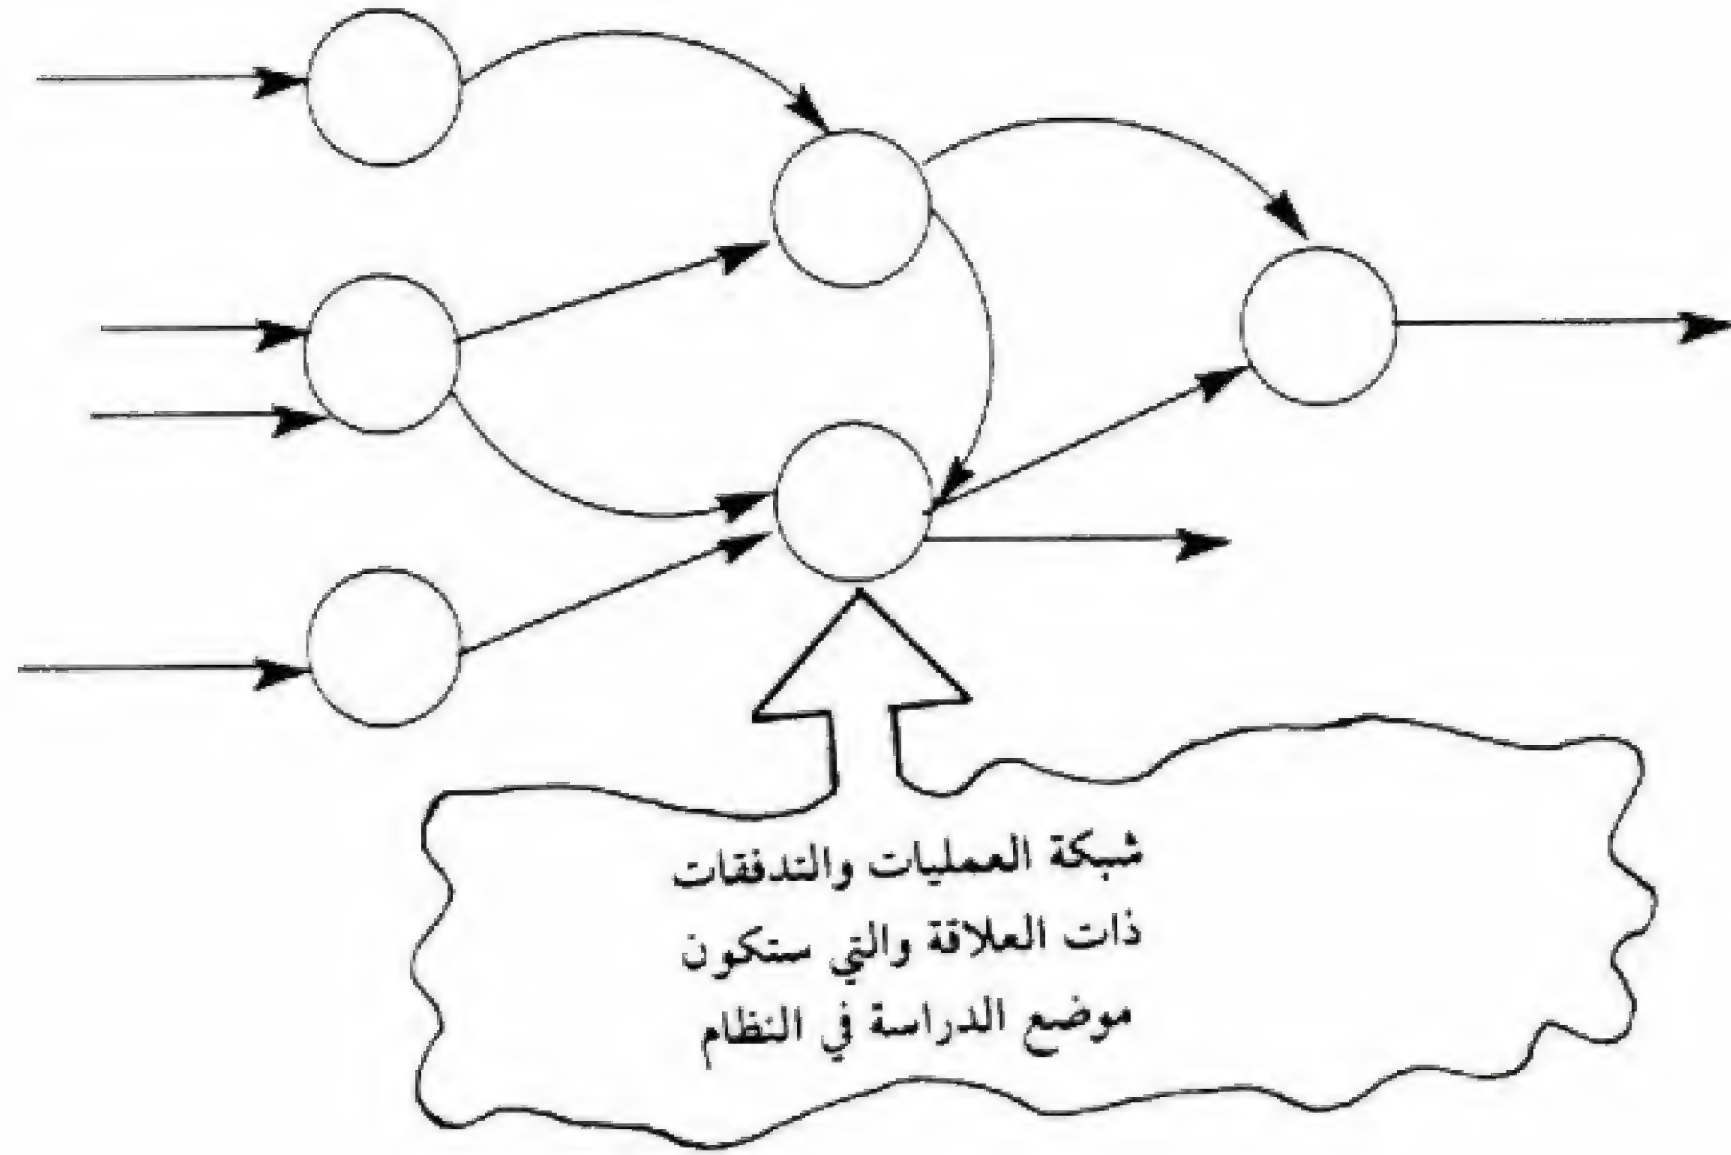 شبكة العمليات والتدفقات
ذات العلاقة والتي ستكون
موضع الدراسة في النظام